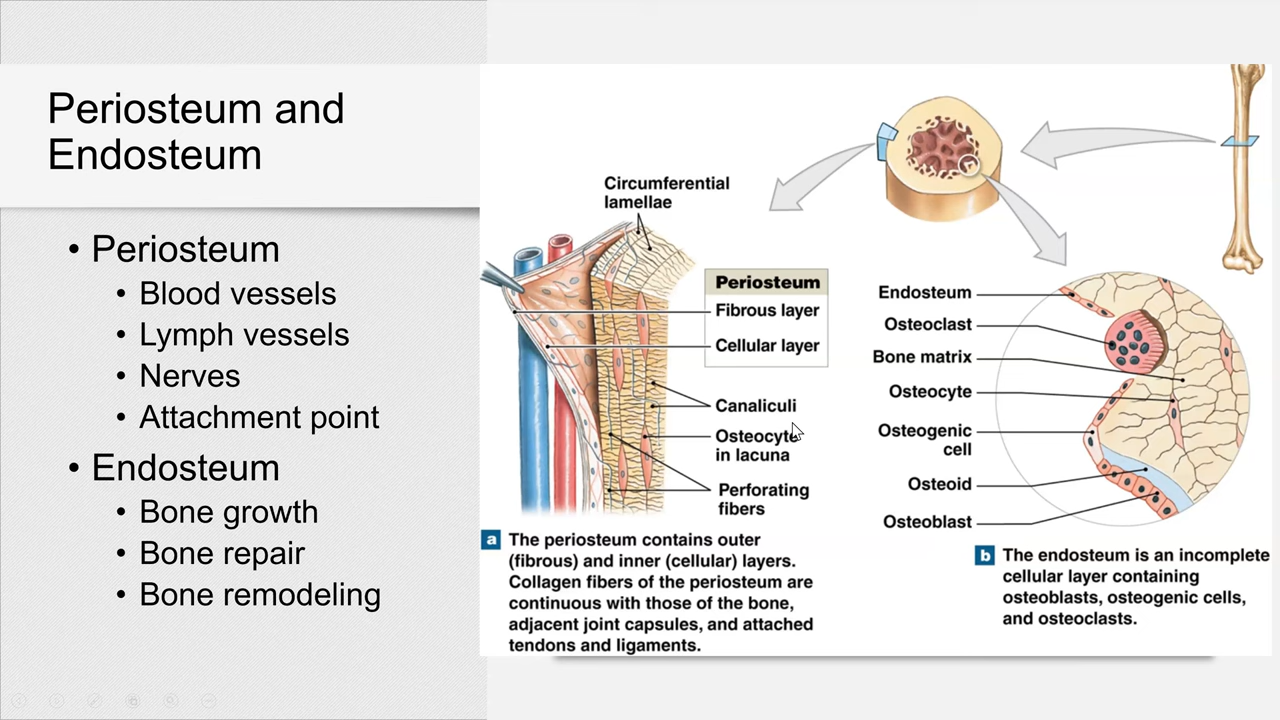 Periosteum and
Endosteum
• Periosteum
• Blood vessels
• Lymph vessels
• Nerves
• Attachment point
• Endosteum
• Bone growth
• Bone repair
• Bone remodeling
Circumferential
lamellae
Periosteum
Fibrous layer
Cellular layer
Canaliculi
Osteocyte
in lacuna
Perforating
fibers
a The periosteum contains outer
(fibrous) and inner (cellular) layers.
Collagen fibers of the periosteum are
continuous with those of the bone,
adjacent joint capsules, and attached
tendons and ligaments.
Endosteum
Osteoclast
Bone matrix
Osteocyte
Osteogenic
cell
Osteoid
Osteoblast
b The endosteum is an incomplete
cellular layer containing
osteoblasts, osteogenic cells,
and osteoclasts.